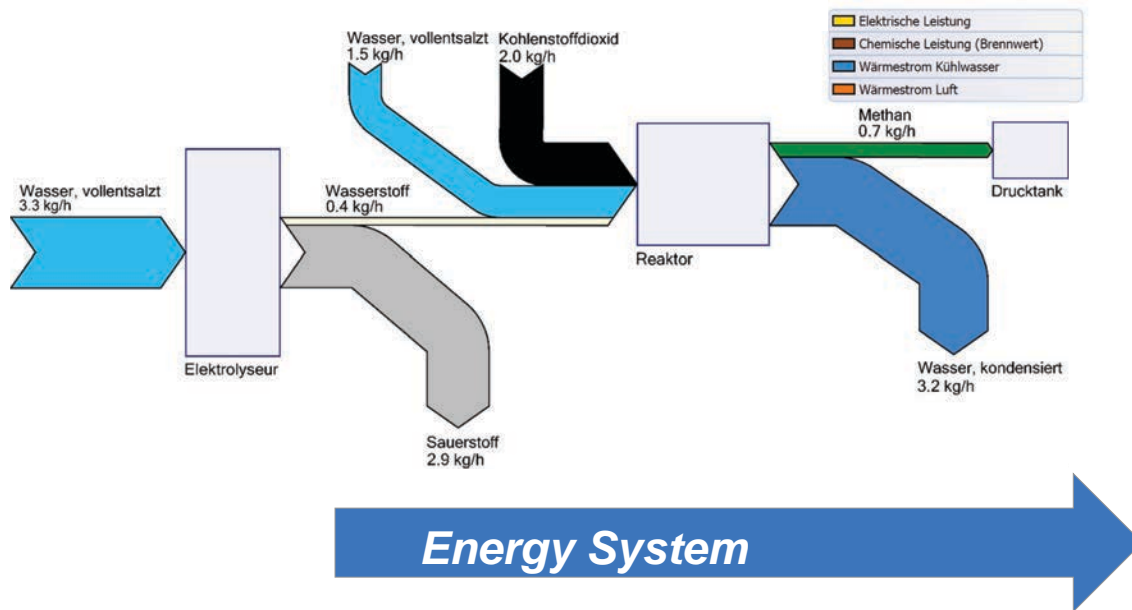 Elektrische Leistung
Chemische Leistung (Brennwert)
Wärmestrom Kühlwasser
Wärmestrom Luft
Wasser, vollentsalzt
1.5 kg/h
Kohlenstoffdioxid
2.0 kg/h
Methan
0.7 kg/h
Drucktank
Wasser, vollentsalzt
3.3 kg/h
Wasserstoff
0.4 kg/h
Reaktor
Elektrolyseur
Wasser, kondensiert
3.2 kg/h
Sauerstoff
2.9 kg/h
Energy System